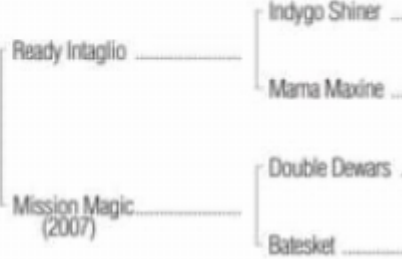 Indygo Shiner
Ready Intaglio
Mama Maxine
Double Dewars
Mission Magic
(2007)
Batesket